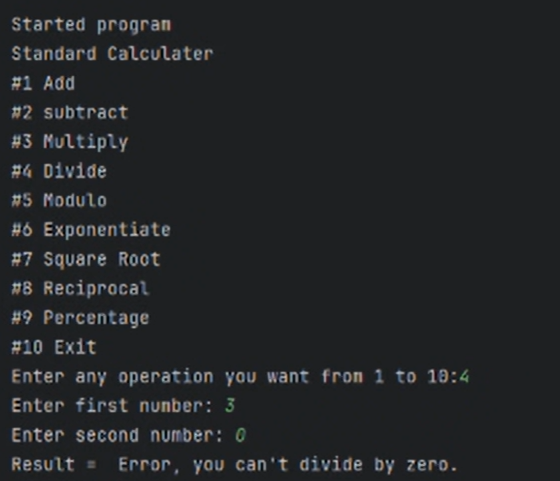 Started program
Standard Calculater
#1 Add
#2 subtract
#3 Multiply
#4 Divide
#5 Modulo
#6 Exponentiate
#7 Square Root
#8 Reciprocal
#9 Percentage
#10 Exit
Enter any operation you want from 1 to 10:4
Enter first number: 3
Enter second number: 0
Result =  Error, you can't divide by zero.